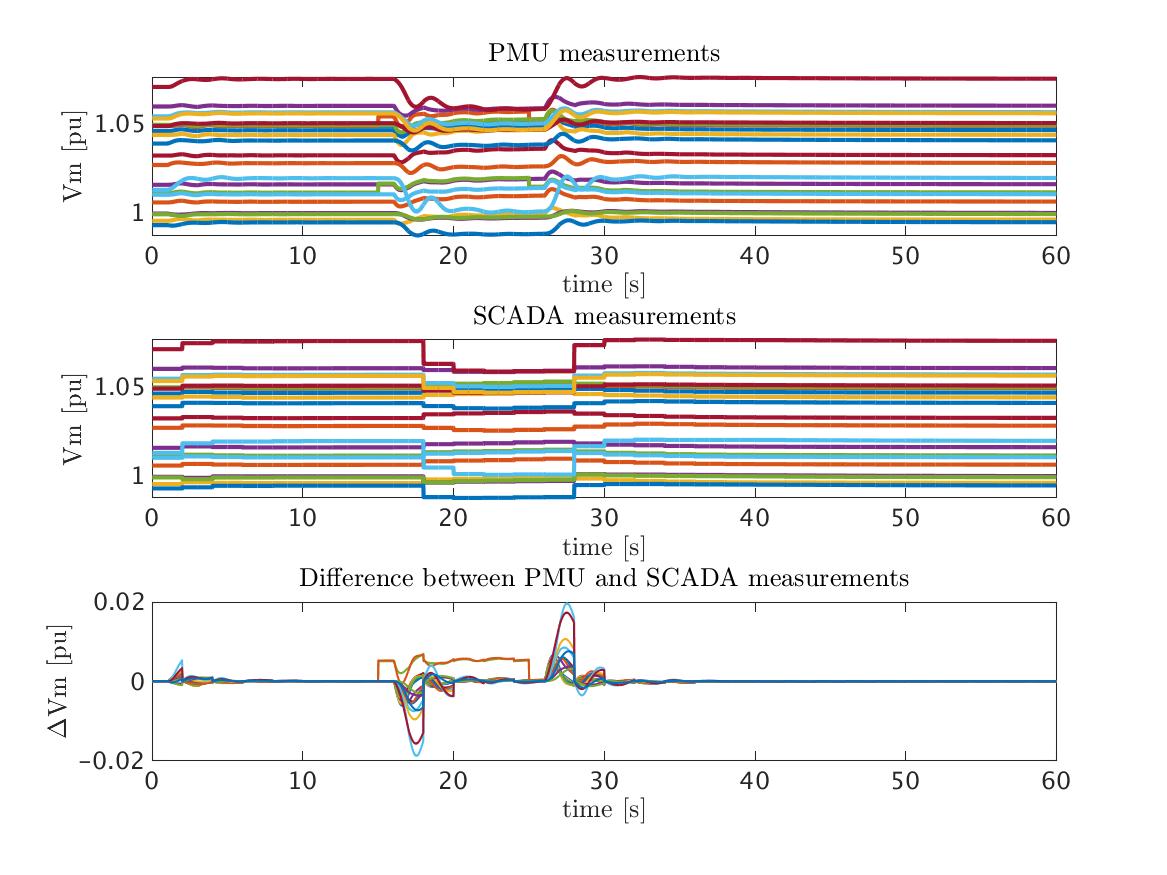 PMU measurements
Vm [pu]
1.05
1
0 10 20 30 40 50 60
time [s]
SCADA measurements
Vm [pu]
1.05
1
0 10 20 30 40 50 60
time [s]
Difference between PMU and SCADA measurements
ΔVm [pu]
0.02
0
-0.02
0 10 20 30 40 50 60
time [s]